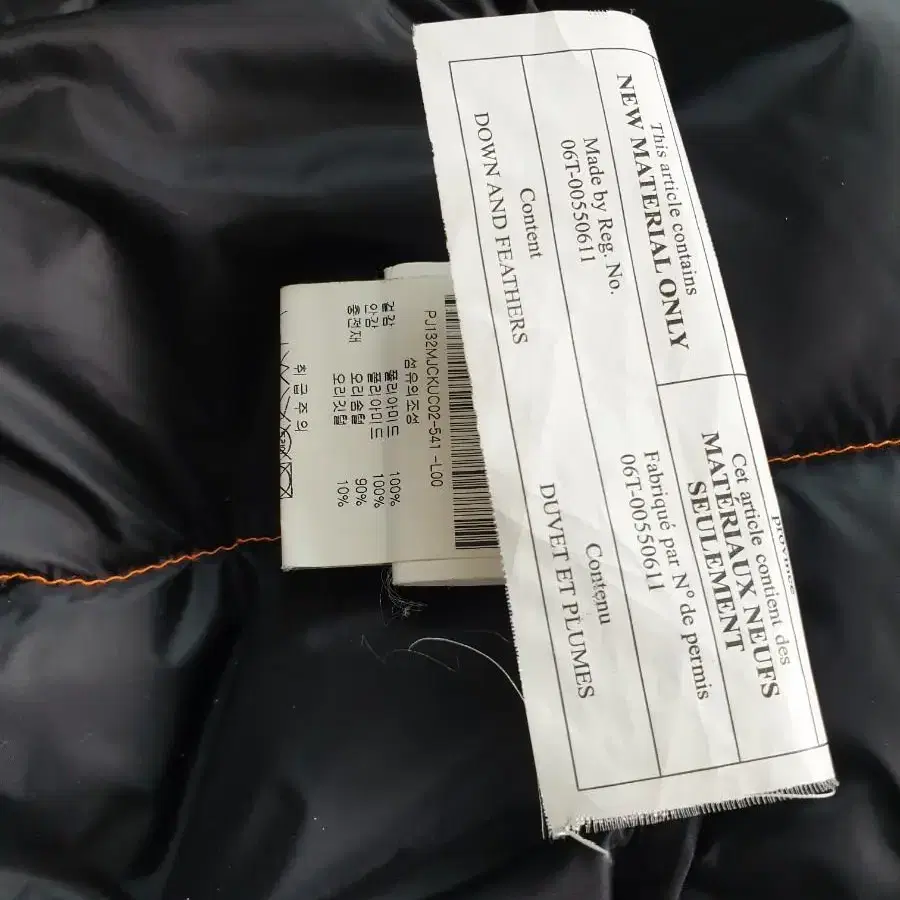 This article contains
NEW MATERIAL ONLY
Made by Reg. No.
06T-00550611
Content
DOWN AND FEATHERS
province
Cet article contient des
MATÉRIAUX NEUFS
SEULEMENT
Fabriqué par N° de permis
06T-00550611
Contenu
DUVET ET PLUMES
PJ132MJCKUC02-541 -L00
섬유의조성
겉감 폴리아미드 100%
안감 폴리아미드 100%
충전재 오리솜털 90%
오리깃털 10%
취급주의